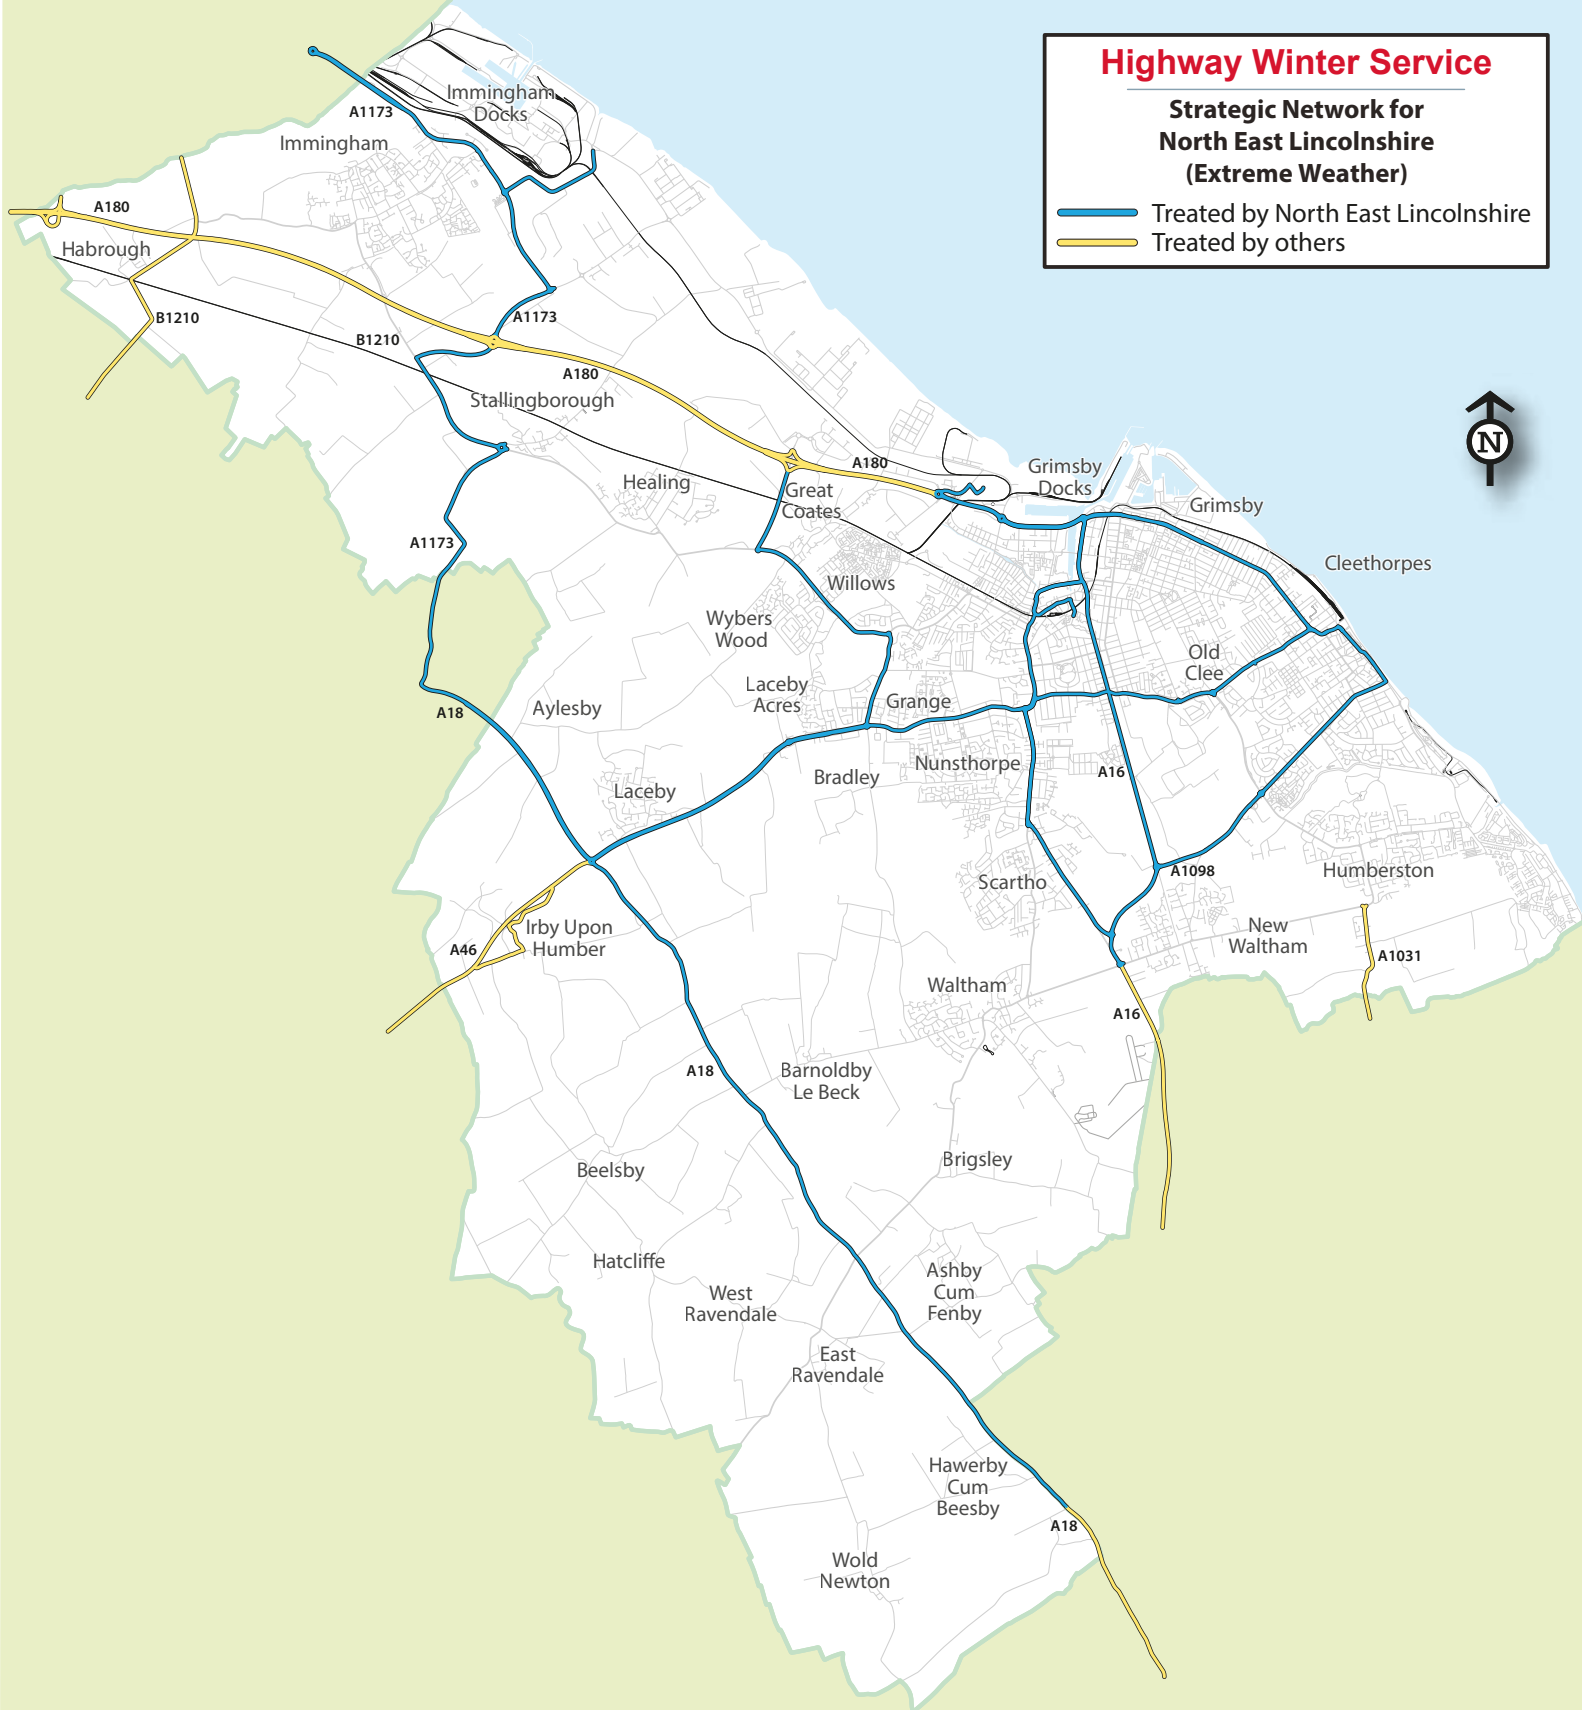 Highway Winter Service
Strategic Network for
North East Lincolnshire
(Extreme Weather)
Treated by North East Lincolnshire
Treated by others
Immingham
Docks
A1173
Immingham
A180
Habrough
B1210
A1173
B1210
A180
Stallingborough
N
A180
Grimsby
Docks
Healing
Great
Coates
Grimsby
A1173
Cleethorpes
Willows
Wybers
Wood
Old
Clee
Laceby
Acres
Grange
A18
Aylesby
Nunsthorpe
A16
Bradley
Laceby
A1098
Humberston
Scartho
Irby Upon
Humber
A46
New
Waltham
A1031
Waltham
A16
A18
Barnoldby
Le Beck
Brigsley
Beelsby
Hatcliffe
Ashby
Cum
Fenby
West
Ravendale
East
Ravendale
Hawerby
Cum
Beesby
A18
Wold
Newton